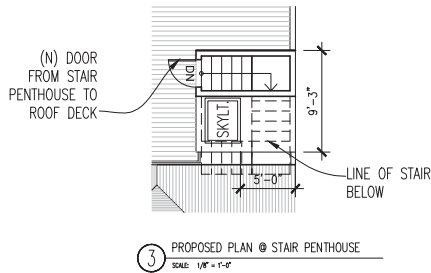 (N) DOOR
FROM STAIR
PENTHOUSE TO
ROOF DECK
DN
SKYLT.
9'-3"
5'-0"
LINE OF STAIR
BELOW
3
PROPOSED PLAN @ STAIR PENTHOUSE
SCALE: 1/8" = 1'-0"